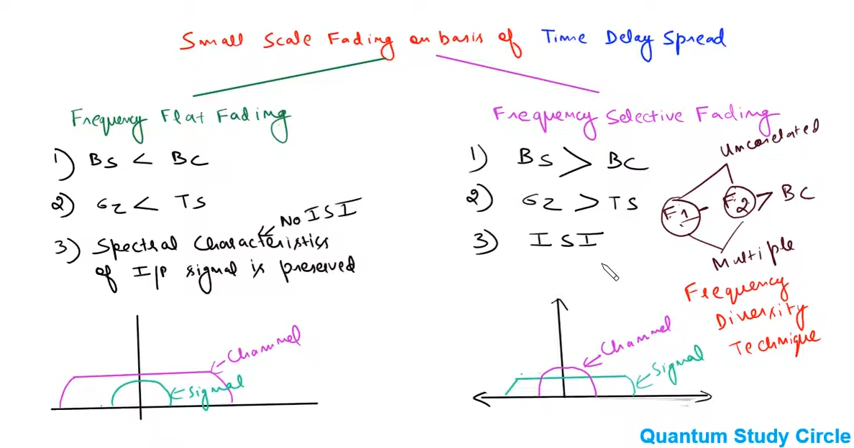 Small Scale Fading on basis of Time Delay Spread
Frequency Flat Fading
1) BS < BC
2) σz < TS
No ISI
3) Spectral characteristics
of I/P signal is preserved
Channel
Signal
Frequency Selective Fading
1) BS > BC
2) σz > TS
3) ISI
Uncorrelated
F1 - F2 > BC
Multiple
Frequency
Diversity
Technique
Channel
Signal
Quantum Study Circle